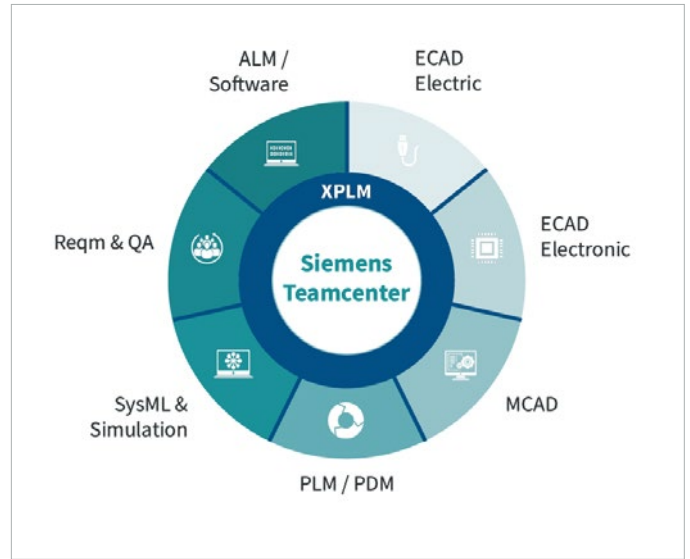 ALM /
Software
ECAD
Electric
XPLM
Reqm & QA
ECAD
Electronic
Siemens
Teamcenter
SysML &
Simulation
MCAD
PLM / PDM